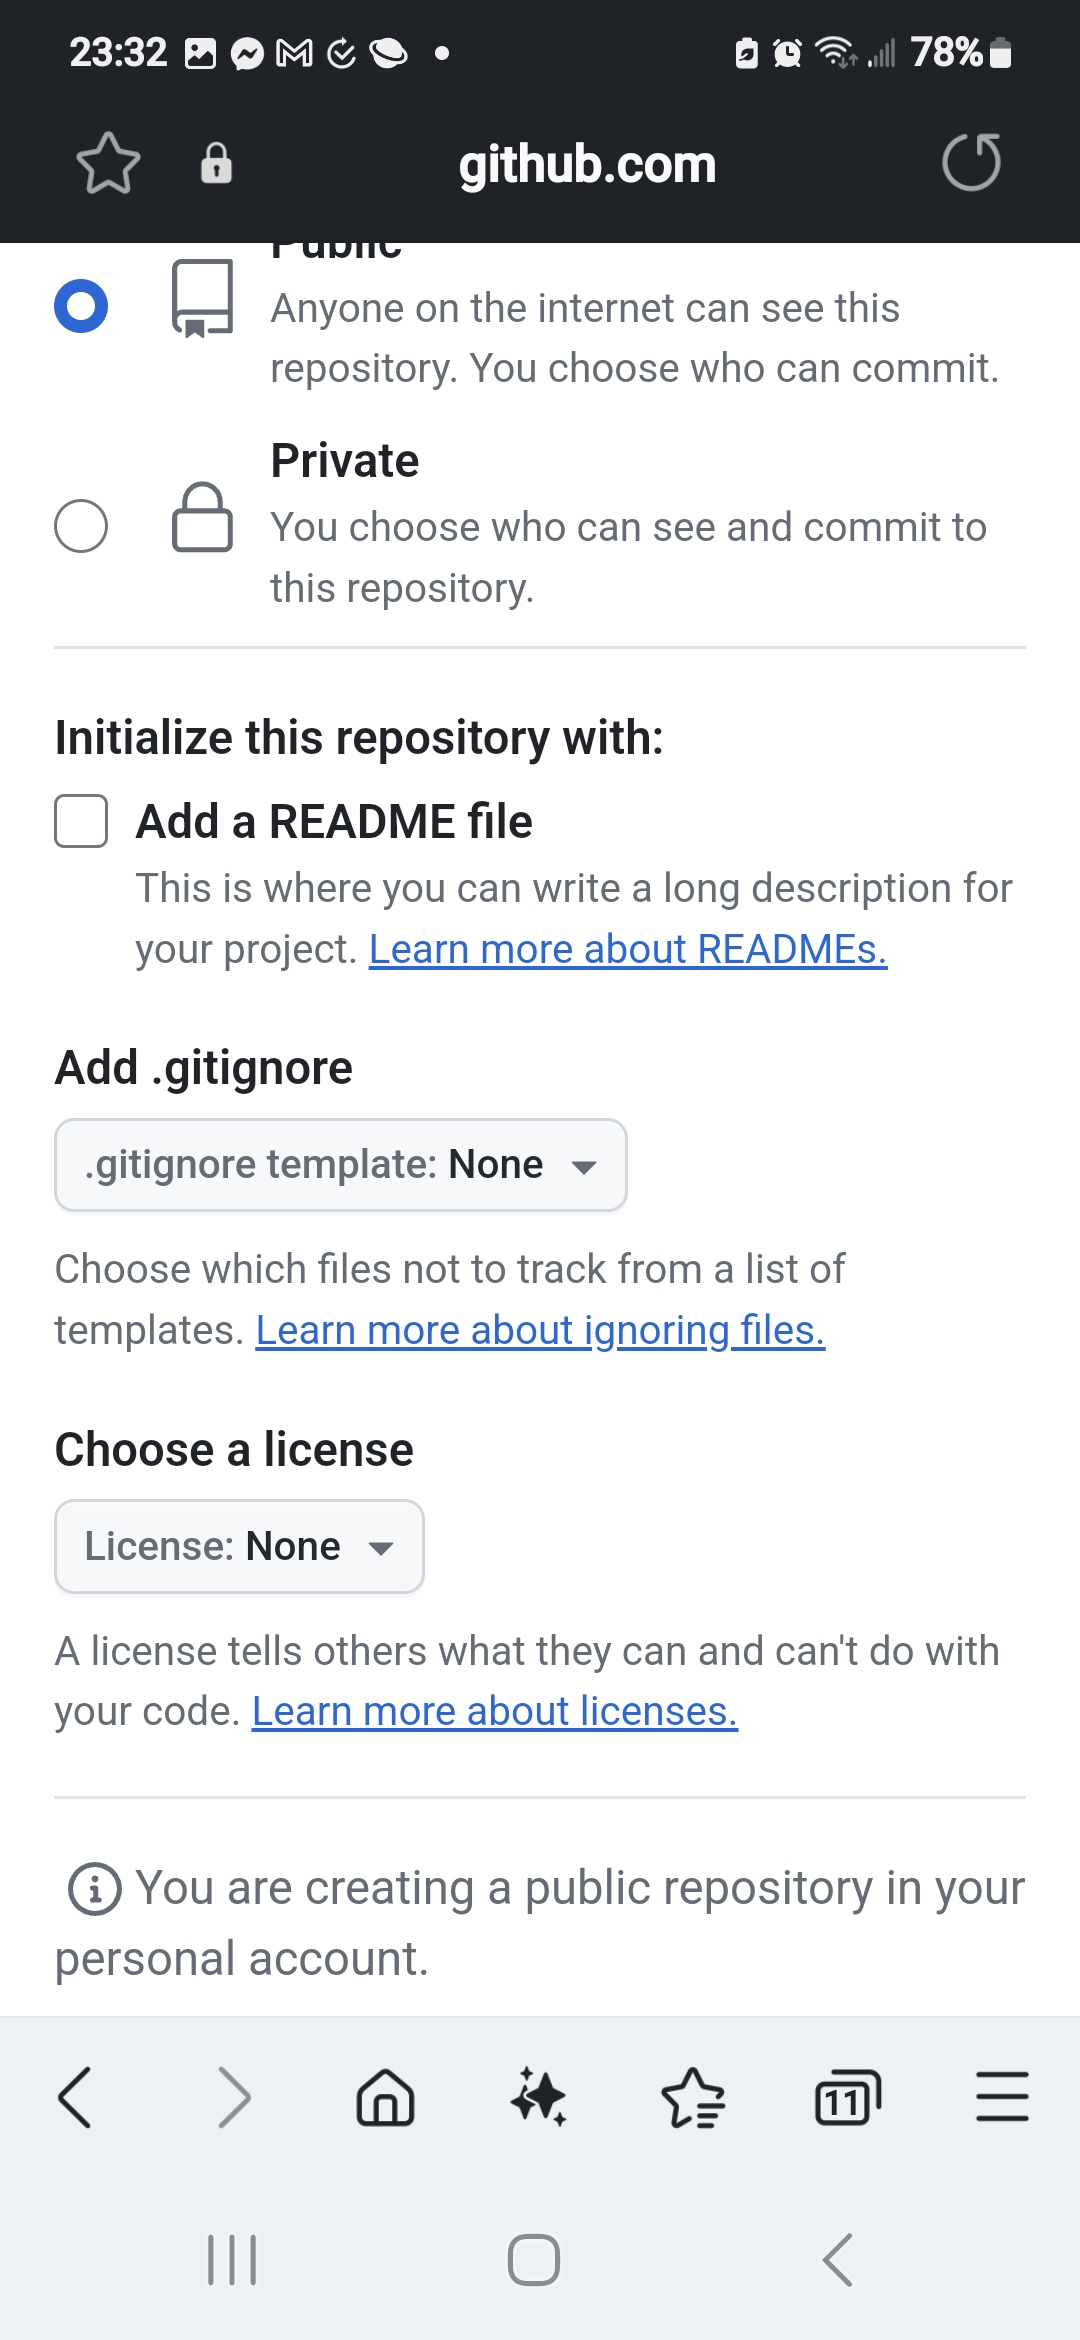 23:32
78%
github.com
Public
Anyone on the internet can see this
repository. You choose who can commit.
Private
You choose who can see and commit to
this repository.
Initialize this repository with:
Add a README file
This is where you can write a long description for
your project. Learn more about READMEs.
Add .gitignore
.gitignore template: None
Choose which files not to track from a list of
templates. Learn more about ignoring files.
Choose a license
License: None
A license tells others what they can and can't do with
your code. Learn more about licenses.
You are creating a public repository in your
personal account.
11